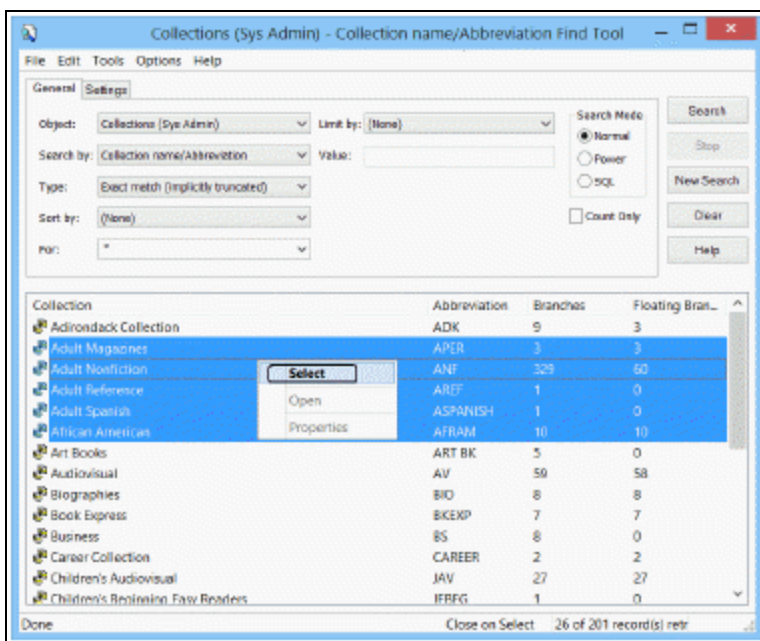 Collections (Sys Admin) - Collection name/Abbreviation Find Tool
File Edit Tools Options Help
General Settings
Object: Collections (Sys Admin) Limit by: (None) Search Mode Search
Search by: Collection name/Abbreviation Value: Normal Stop
Type: Exact match (implicitly truncated) Power New Search
SQL
Sort by: (None) Count Only Clear
For: * Help
Collection Abbreviation Branches Floating Bran...
Adirondack Collection ADK 9 3
Adult Magazines APER 3 3
Adult Nonfiction Select ANF 329 60
Adult Reference Open AREF 1 0
Adult Spanish ASPANISH 1 0
African American Properties AFRAM 10 10
Art Books ART BK 5 0
Audiovisual AV 59 58
Biographies BIO 8 8
Book Express BKEXP 7 7
Business BS 8 0
Career Collection CAREER 2 2
Children's Audiovisual JAV 27 27
Children's Beginning Easy Readers JEBEG 1 0
Done Close on Select 26 of 201 record(s) retr